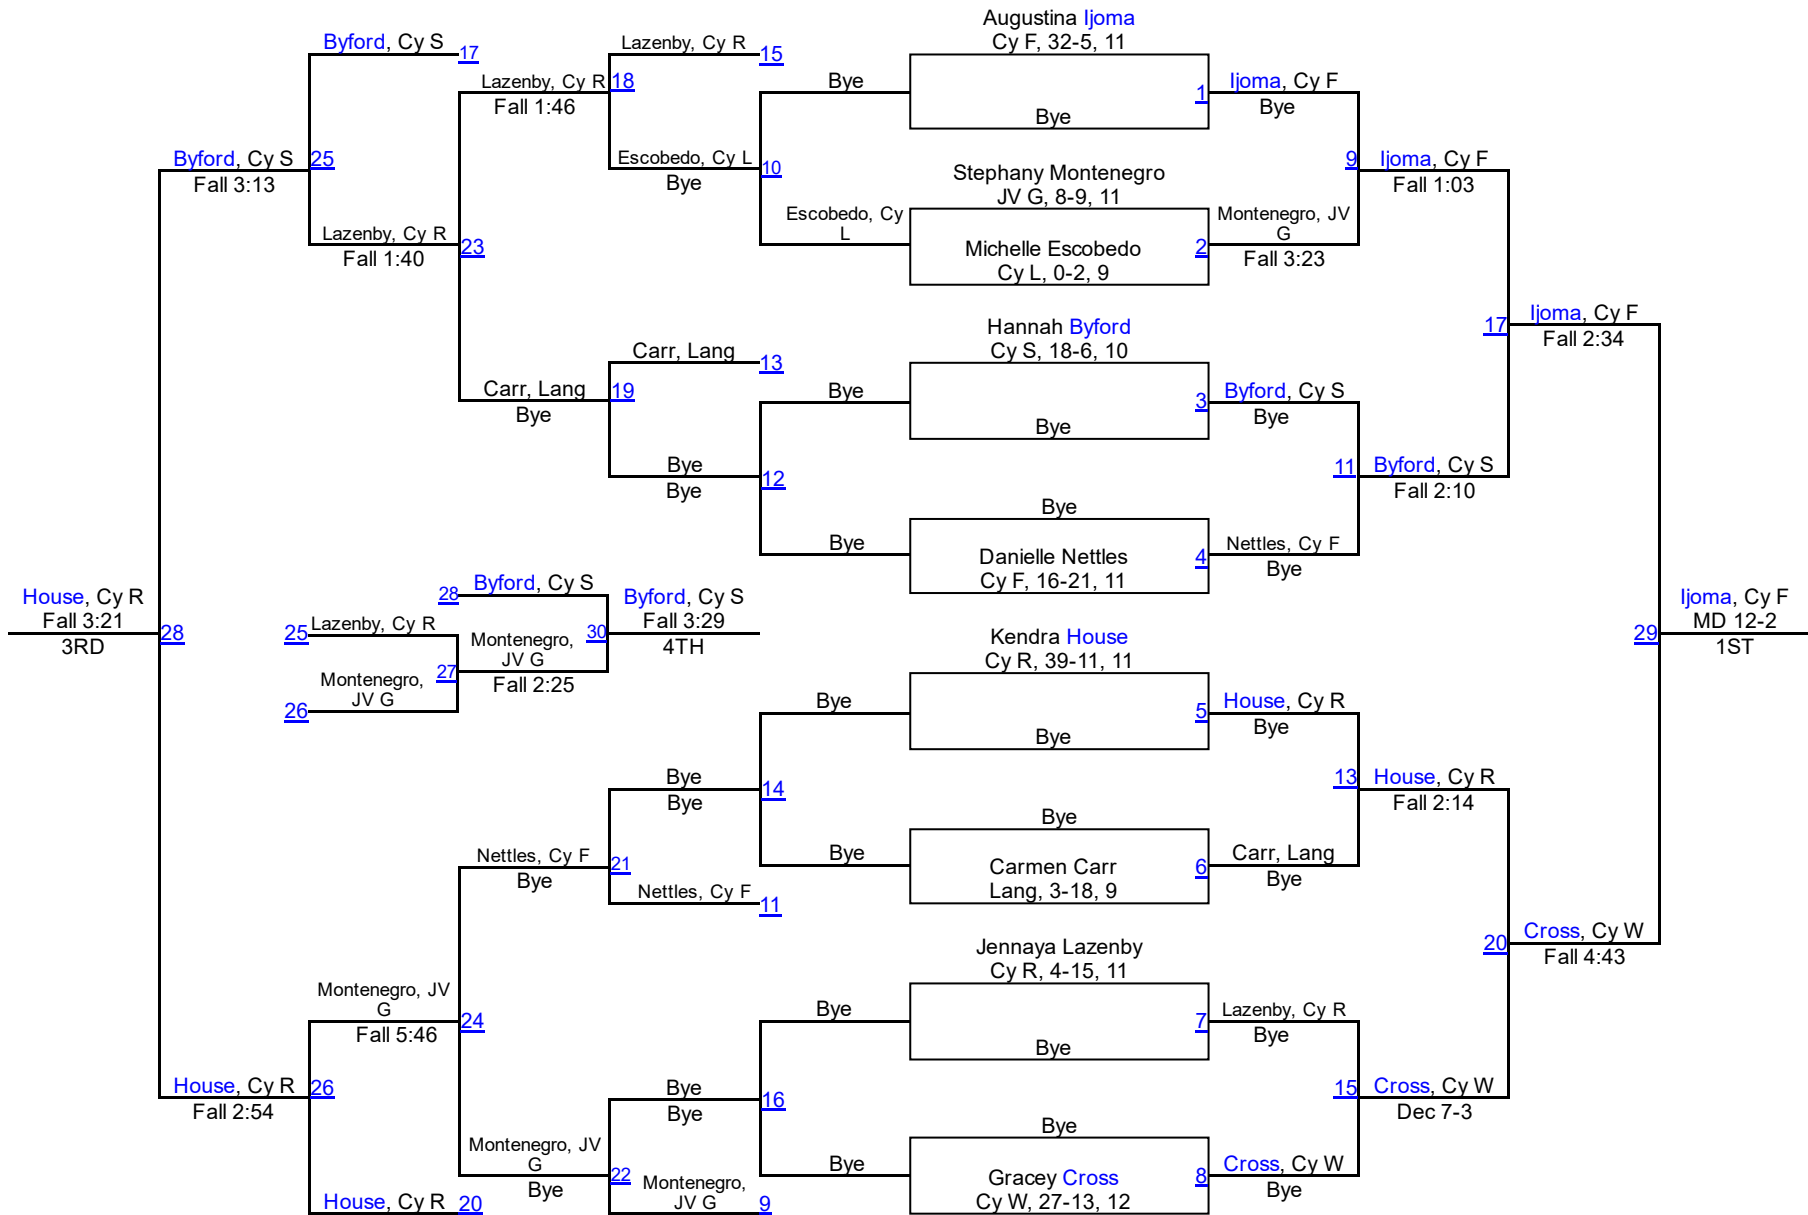 Augustina Ijoma
Cy F, 32-5, 11
Byford, Cy S
17
Lazenby, Cy R
15
Lazenby, Cy R
18
Fall 1:46
Bye
1
Ijoma, Cy F
Bye
Bye
Byford, Cy S
25
Fall 3:13
Escobedo, Cy L
10
Bye
9
Ijoma, Cy F
Fall 1:03
Stephany Montenegro
JV G, 8-9, 11
Escobedo, Cy
L
Montenegro, JV
G
Lazenby, Cy R
23
Fall 1:40
Michelle Escobedo
2
Cy L, 0-2, 9
Fall 3:23
Hannah Byford
Cy S, 18-6, 10
17
Ijoma, Cy F
Fall 2:34
Carr, Lang
13
Carr, Lang
19
Bye
Bye
3
Byford, Cy S
Bye
Bye
Bye
12
Bye
11
Byford, Cy S
Fall 2:10
Bye
Bye
Danielle Nettles
4
Nettles, Cy F
Cy F, 16-21, 11
Bye
House, Cy R
Fall 3:21
28
3RD
28
Byford, Cy S
Byford, Cy S
Fall 3:29
30
4TH
25
Lazenby, Cy R
Montenegro,
JV G
27
Fall 2:25
Montenegro,
JV G
26
Ijoma, Cy F
MD 12-2
29
1ST
Kendra House
Cy R, 39-11, 11
Bye
5
House, Cy R
Bye
Bye
Bye
14
Bye
13
House, Cy R
Fall 2:14
Bye
Nettles, Cy F
21
Bye
Bye
Carmen Carr
6
Carr, Lang
Lang, 3-18, 9
Bye
Nettles, Cy F
11
Jennaya Lazenby
Cy R, 4-15, 11
20
Cross, Cy W
Fall 4:43
Montenegro, JV
G
24
Fall 5:46
Bye
7
Lazenby, Cy R
Bye
Bye
House, Cy R
26
Fall 2:54
Bye
16
Bye
15
Cross, Cy W
Dec 7-3
Bye
Montenegro, JV
G
22
Bye
Bye
Gracey Cross
8
Cross, Cy W
Cy W, 27-13, 12
Bye
House, Cy R
20
Montenegro,
JV G
9